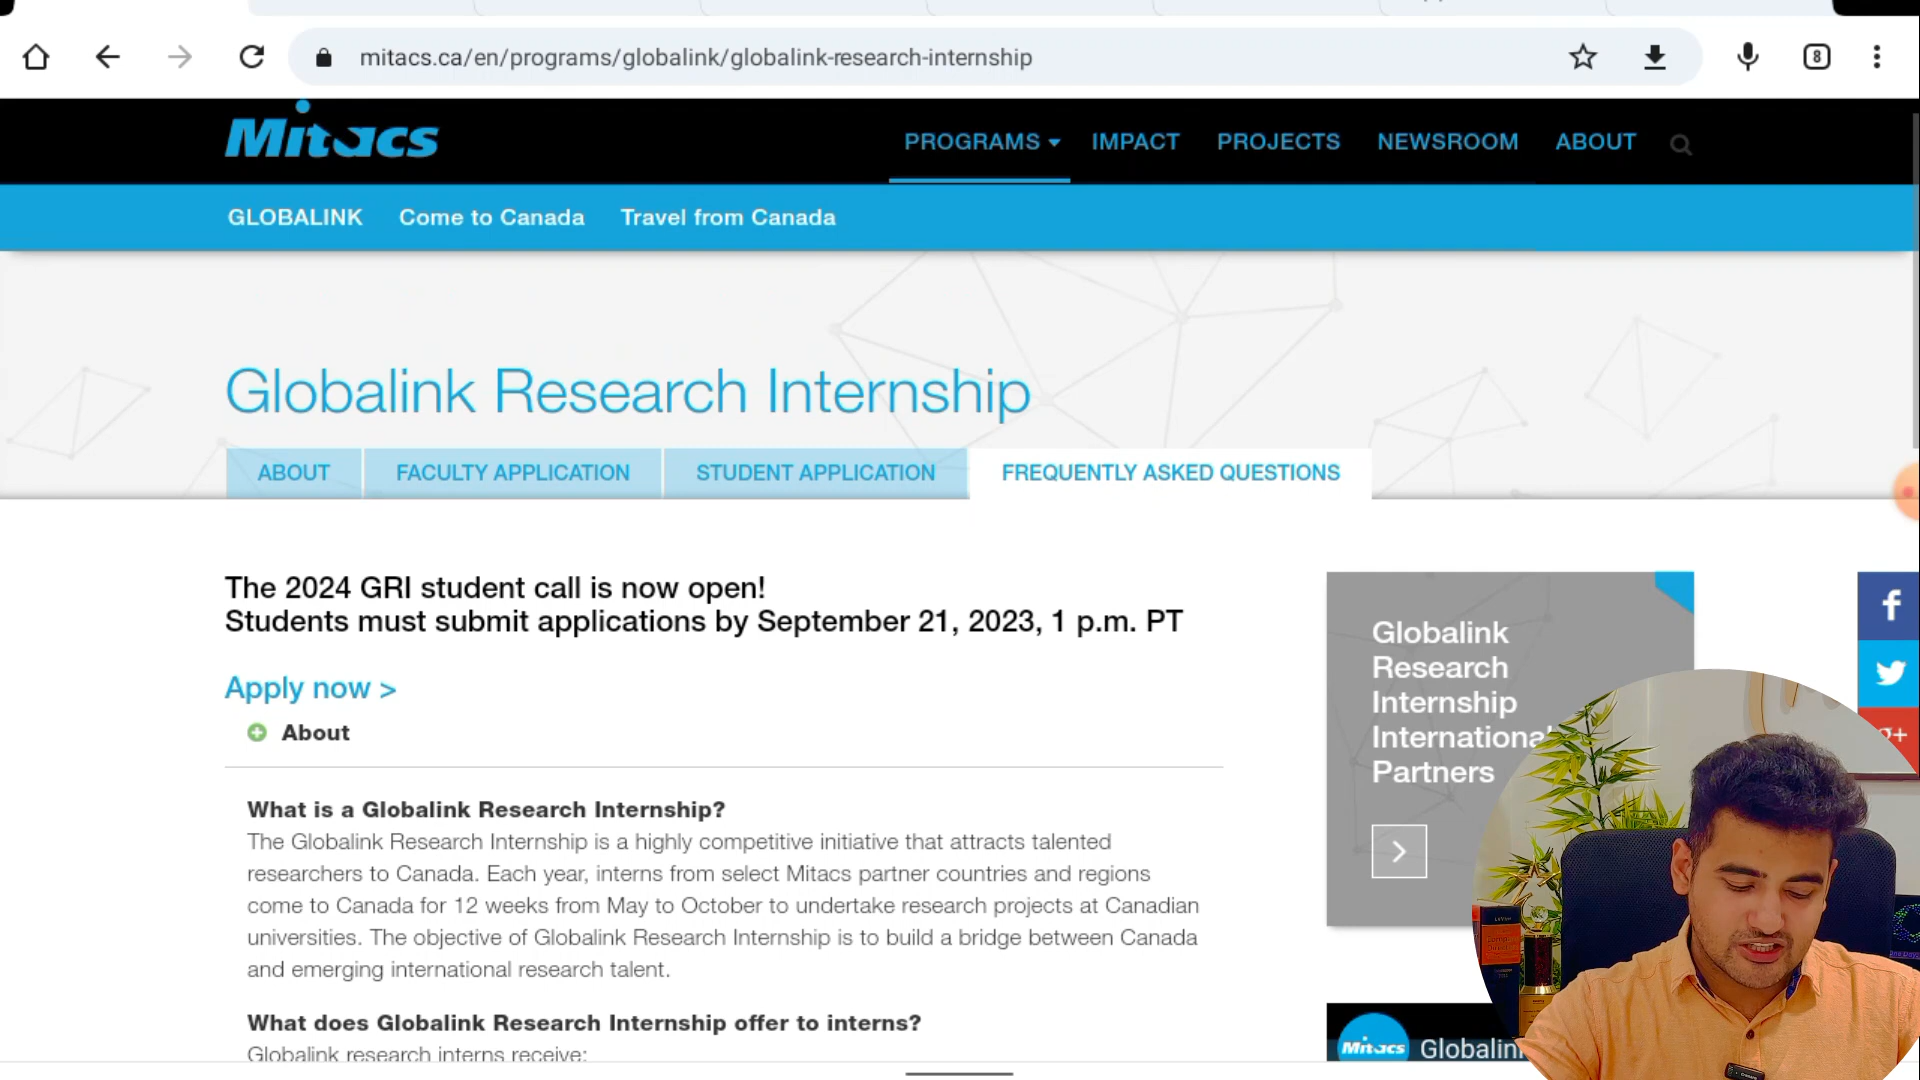 mitacs.ca/en/programs/globalink/globalink-research-internship
8
Mitacs
PROGRAMS IMPACT PROJECTS NEWSROOM ABOUT
GLOBALINK Come to Canada Travel from Canada
Globalink Research Internship
ABOUT FACULTY APPLICATION STUDENT APPLICATION FREQUENTLY ASKED QUESTIONS
The 2024 GRI student call is now open!
Students must submit applications by September 21, 2023, 1 p.m. PT
Apply now >
About
What is a Globalink Research Internship?
The Globalink Research Internship is a highly competitive initiative that attracts talented
researchers to Canada. Each year, interns from select Mitacs partner countries and regions
come to Canada for 12 weeks from May to October to undertake research projects at Canadian
universities. The objective of Globalink Research Internship is to build a bridge between Canada
and emerging international research talent.
What does Globalink Research Internship offer to interns?
Globalink research interns receive:
Globalink
Research
Internship
International
Partners
f
g+
Mitacs Globalin